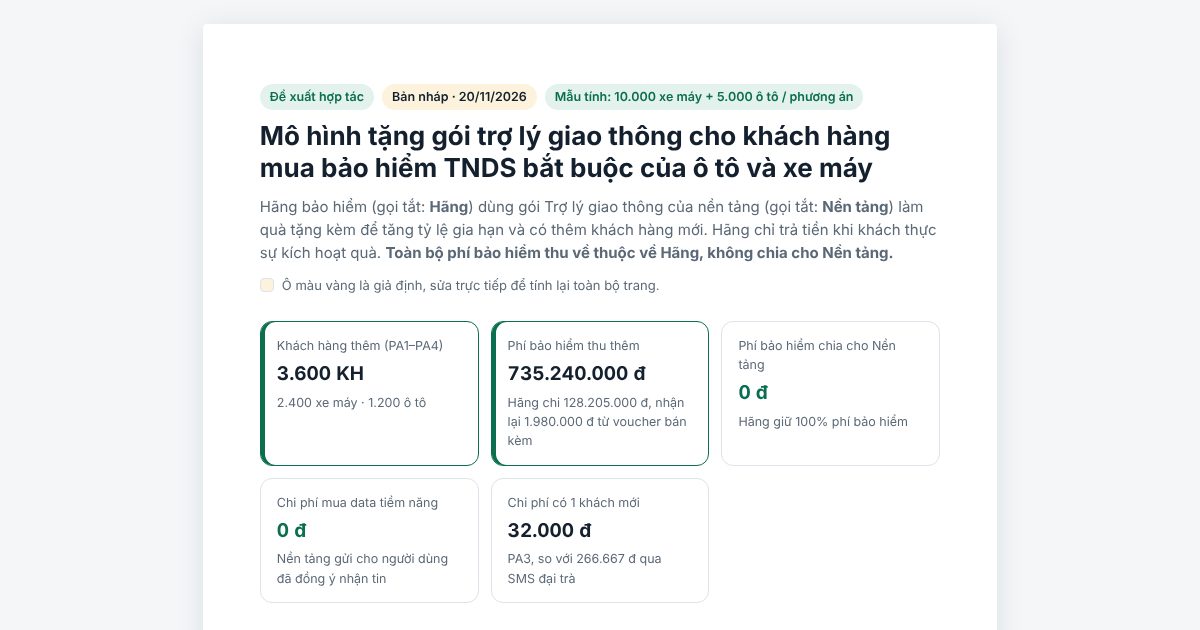 Đề xuất hợp tác
Bản nháp · 20/11/2026
Mẫu tính: 10.000 xe máy + 5.000 ô tô / phương án
Mô hình tặng gói trợ lý giao thông cho khách hàng
mua bảo hiểm TNDS bắt buộc của ô tô và xe máy
Hãng bảo hiểm (gọi tắt: Hãng) dùng gói Trợ lý giao thông của nền tảng (gọi tắt: Nền tảng) làm
quà tặng kèm để tăng tỷ lệ gia hạn và có thêm khách hàng mới. Hãng chỉ trả tiền khi khách thực
sự kích hoạt quà. Toàn bộ phí bảo hiểm thu về thuộc về Hãng, không chia cho Nền tảng.
Ô màu vàng là giả định, sửa trực tiếp để tính lại toàn bộ trang.
Khách hàng thêm (PA1–PA4)
3.600 KH
2.400 xe máy · 1.200 ô tô
Phí bảo hiểm thu thêm
735.240.000 đ
Hãng chi 128.205.000 đ, nhận
lại 1.980.000 đ từ voucher bán
kèm
Phí bảo hiểm chia cho Nền
tảng
0 đ
Hãng giữ 100% phí bảo hiểm
Chi phí mua data tiềm năng
0 đ
Nền tảng gửi cho người dùng
đã đồng ý nhận tin
Chi phí có 1 khách mới
32.000 đ
PA3, so với 266.667 đ qua
SMS đại trà